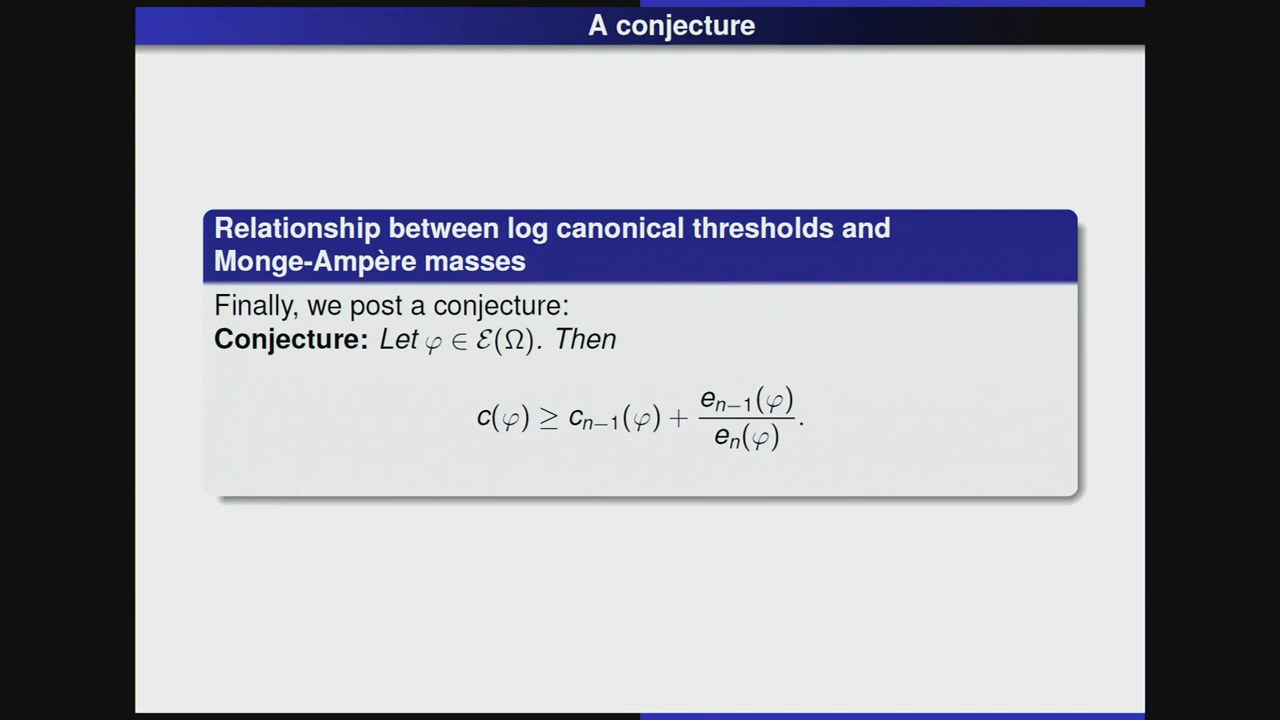 A conjecture
Relationship between log canonical thresholds and
Monge-Ampère masses
Finally, we post a conjecture:
Conjecture: Let φ ∈ ℰ(Ω). Then
c(φ) ≥ c_{n−1}(φ) + \frac{e_{n−1}(φ)}{e_n(φ)}.